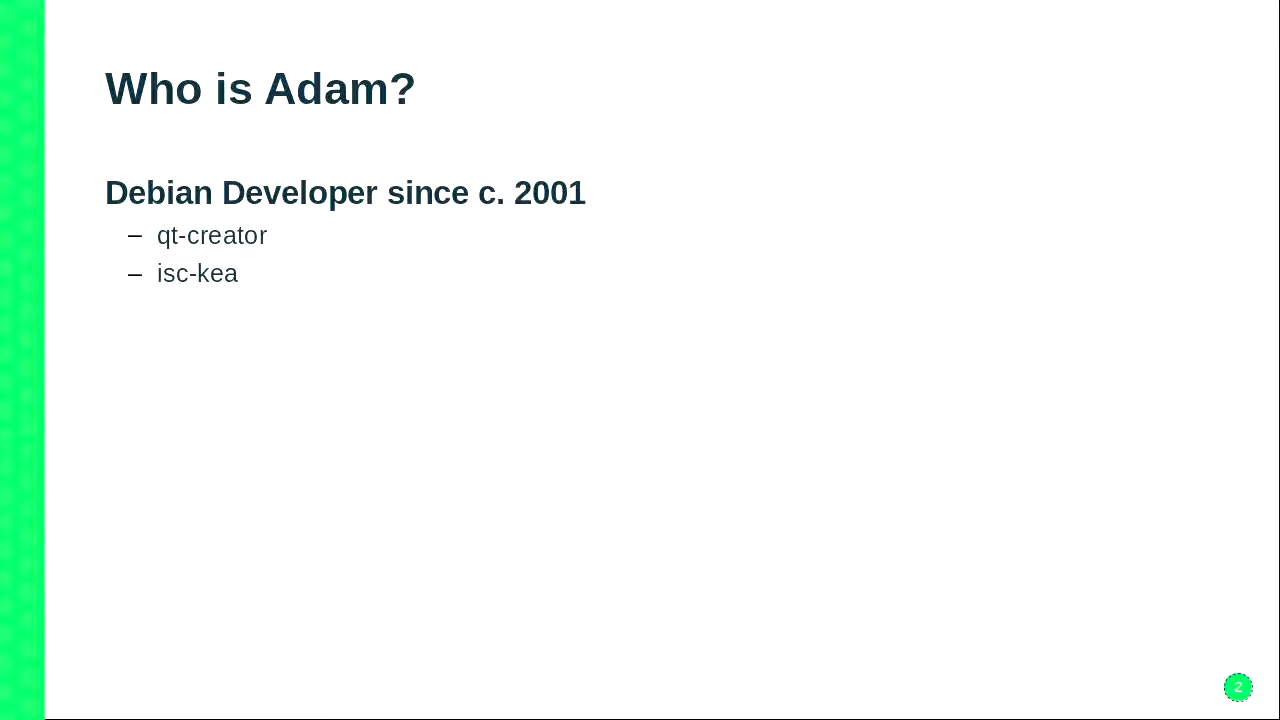 Who is Adam?
Debian Developer since c. 2001
– qt-creator
– isc-kea
2